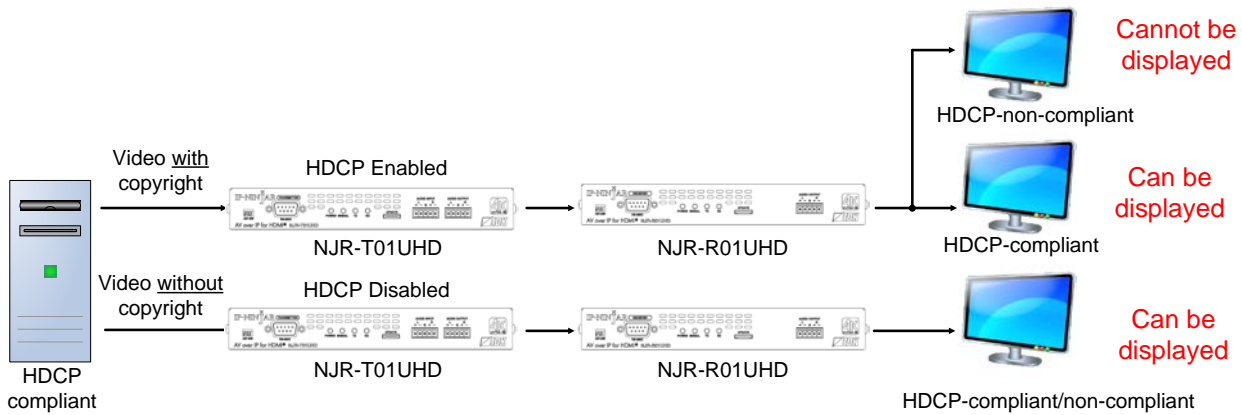 Cannot be
displayed
HDCP-non-compliant
Video with
copyright
HDCP Enabled
IP-NINJAR
NJR-T01UHD
NJR-R01UHD
Can be
displayed
HDCP-compliant
Video without
copyright
HDCP Disabled
NJR-T01UHD
NJR-R01UHD
Can be
displayed
HDCP
compliant
HDCP-compliant/non-compliant